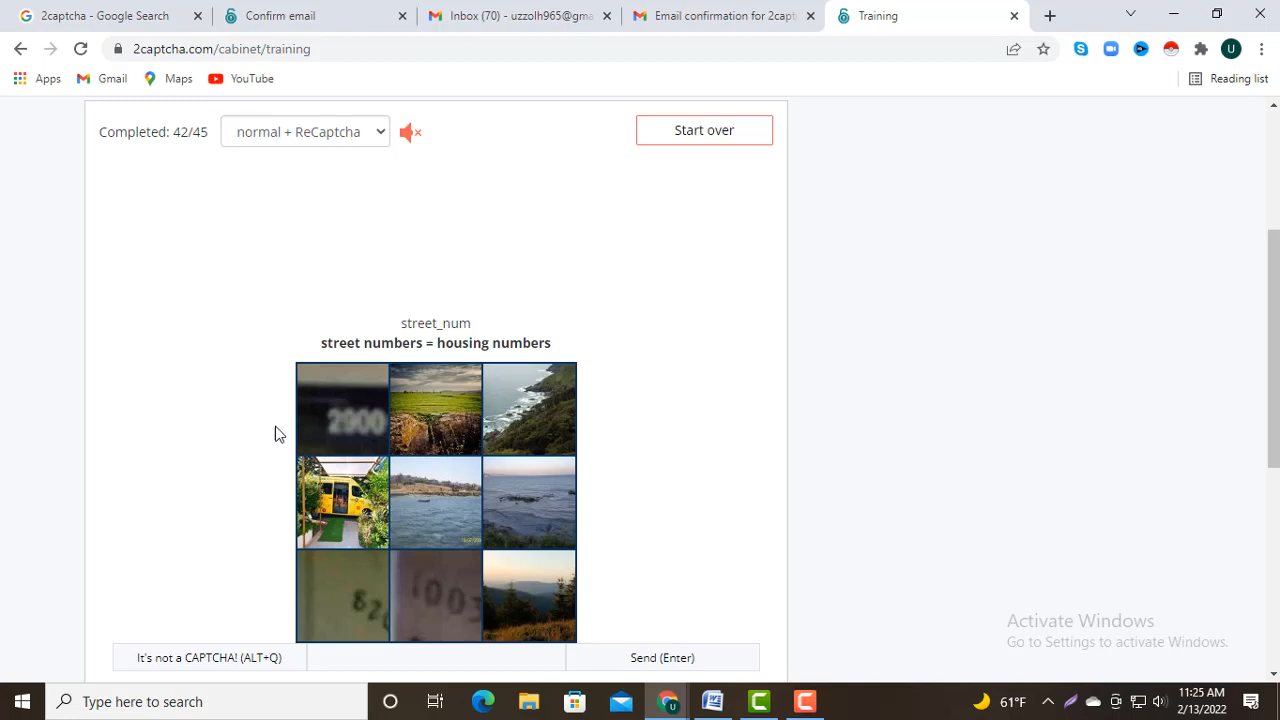 2captcha - Google Search
Confirm email
Inbox (70) - uzzolh965@gma
Email confirmation for 2capt
Training
2captcha.com/cabinet/training
U
Apps
Gmail
Maps
YouTube
Reading list
Completed: 42/45
normal + ReCaptcha
Start over
street_num
street numbers = housing numbers
2900
1003
It's not a CAPTCHA! (ALT+Q)
Send (Enter)
Activate Windows
Go to Settings to activate Windows.
Type here to search
61°F
11:25 AM
2/13/2022